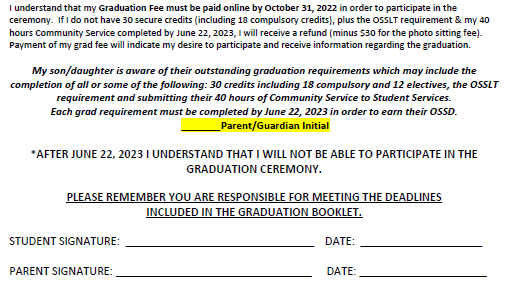 I understand that my Graduation Fee must be paid online by October 31, 2022 in order to participate in the
ceremony. If I do not have 30 secure credits (including 18 compulsory credits), plus the OSSLT requirement & my 40
hours Community Service completed by June 22, 2023, I will receive a refund (minus $30 for the photo sitting fee).
Payment of my grad fee will indicate my desire to participate and receive information regarding the graduation.
My son/daughter is aware of their outstanding graduation requirements which may include the
completion of all or some of the following: 30 credits including 18 compulsory and 12 electives, the OSSLT
requirement and submitting their 40 hours of Community Service to Student Services.
Each grad requirement must be completed by June 22, 2023 in order to earn their OSSD.
_______Parent/Guardian Initial
*AFTER JUNE 22, 2023 I UNDERSTAND THAT I WILL NOT BE ABLE TO PARTICIPATE IN THE
GRADUATION CEREMONY.
PLEASE REMEMBER YOU ARE RESPONSIBLE FOR MEETING THE DEADLINES
INCLUDED IN THE GRADUATION BOOKLET.
STUDENT SIGNATURE: ____________________________ DATE: __________________
PARENT SIGNATURE: _____________________________ DATE: __________________